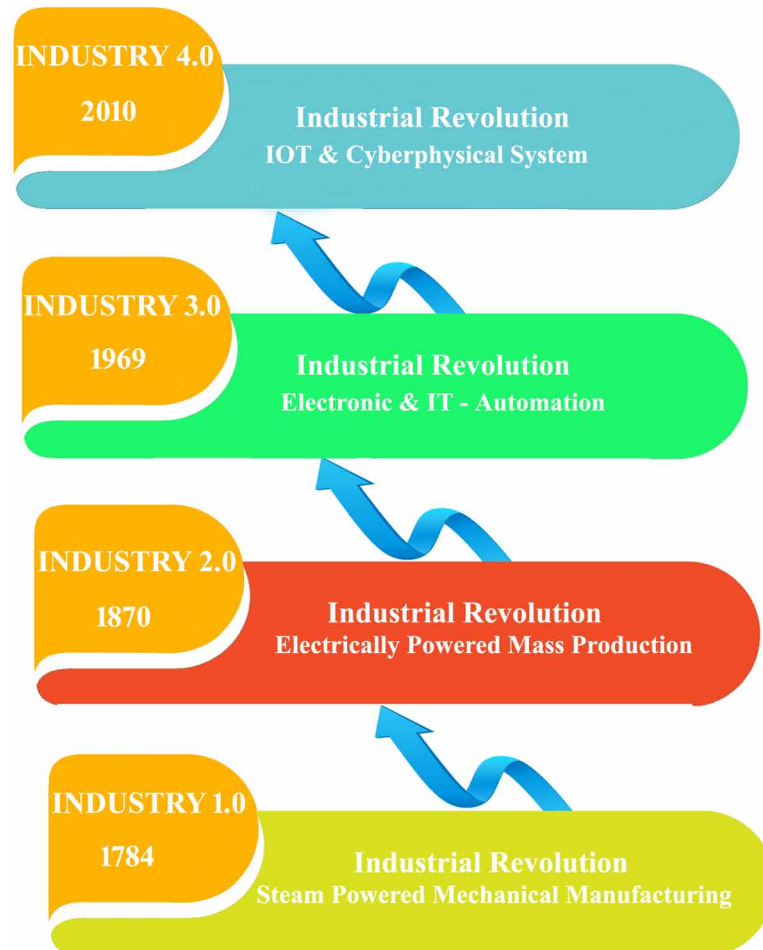 INDUSTRY 4.0
2010
Industrial Revolution
IOT & Cyberphysical System
INDUSTRY 3.0
1969
Industrial Revolution
Electronic & IT - Automation
INDUSTRY 2.0
1870
Industrial Revolution
Electrically Powered Mass Production
INDUSTRY 1.0
1784
Industrial Revolution
Steam Powered Mechanical Manufacturing